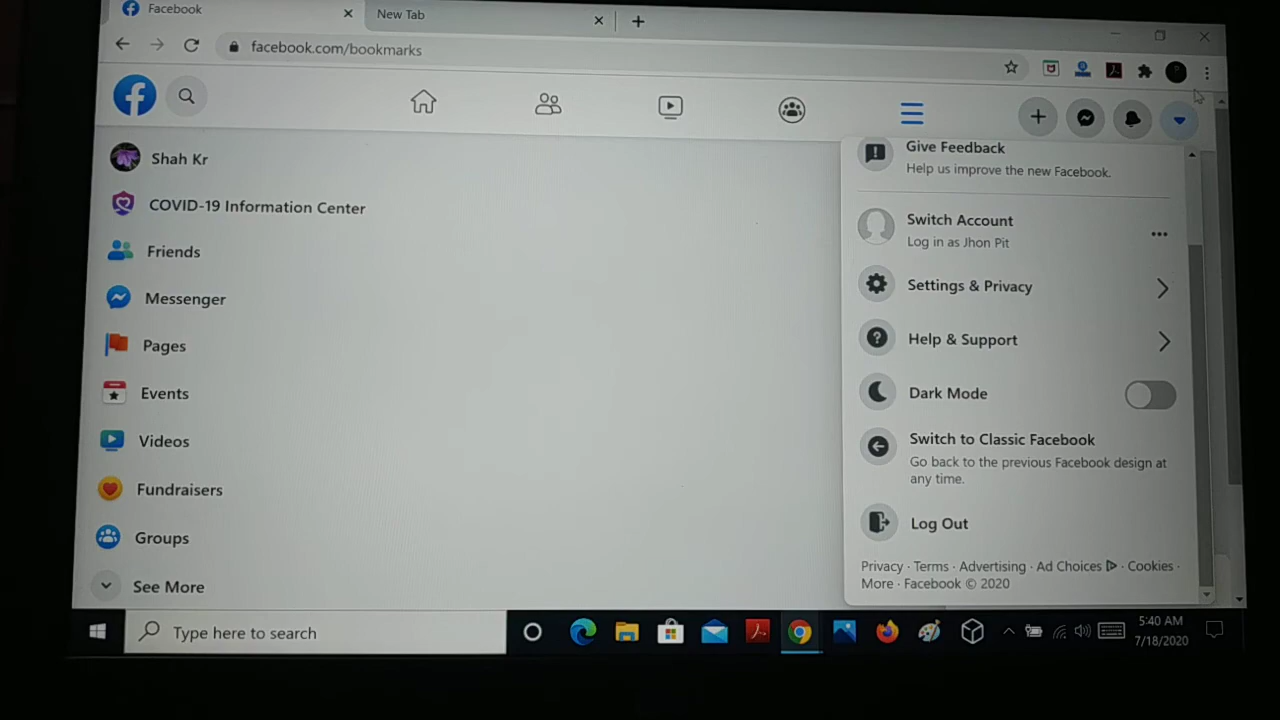 Facebook
New Tab
facebook.com/bookmarks
Shah Kr
COVID-19 Information Center
Friends
Messenger
Pages
Events
Videos
Fundraisers
Groups
See More
Give Feedback
Help us improve the new Facebook.
Switch Account
Log in as Jhon Pit
Settings & Privacy
Help & Support
Dark Mode
Switch to Classic Facebook
Go back to the previous Facebook design at
any time.
Log Out
Privacy · Terms · Advertising · Ad Choices · Cookies ·
More · Facebook © 2020
Type here to search
5:40 AM
7/18/2020